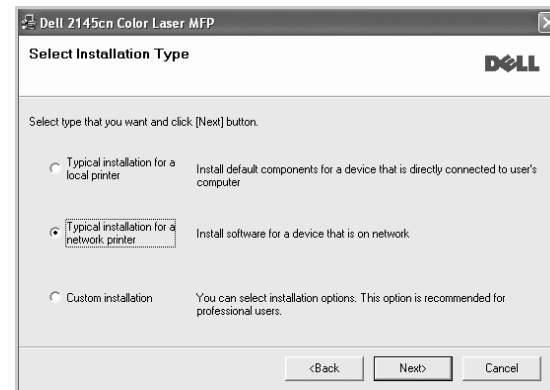 Dell 2145cn Color Laser MFP
Select Installation Type
DELL
Select type that you want and click [Next] button.
Typical installation for a
local printer
Install default components for a device that is directly connected to user's
computer
Typical installation for a
network printer
Install software for a device that is on network
Custom installation
You can select installation options. This option is recommended for
professional users.
<Back
Next>
Cancel